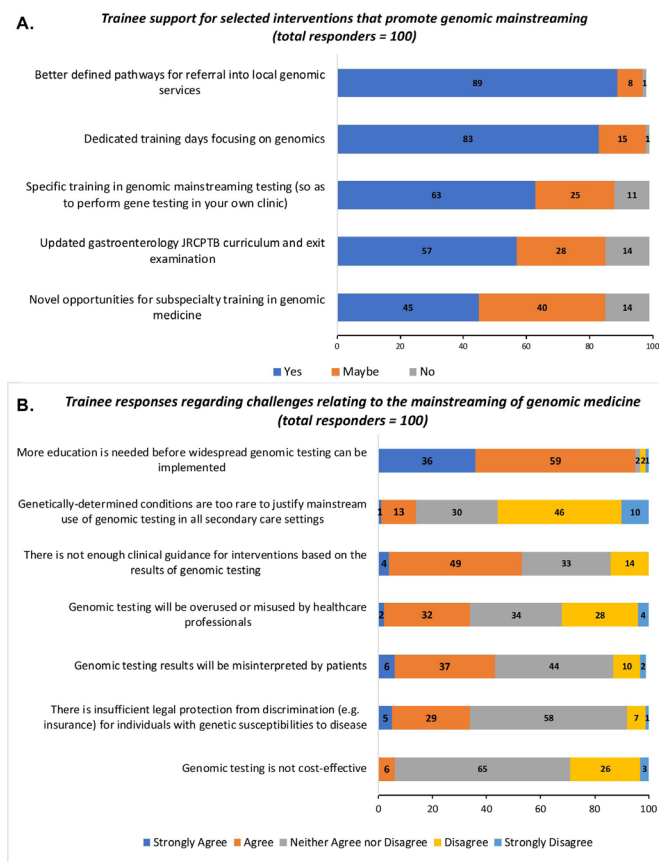 A.
Trainee support for selected interventions that promote genomic mainstreaming
(total responders = 100)
Better defined pathways for referral into local genomic
services
89 8 1
Dedicated training days focusing on genomics
83 15 1
Specific training in genomic mainstreaming testing (so as
to perform gene testing in your own clinic)
63 25 11
Updated gastroenterology JRCPTB curriculum and exit
examination
57 28 14
Novel opportunities for subspecialty training in genomic
medicine
45 40 14
0 20 40 60 80 100
Yes Maybe No
B.
Trainee responses regarding challenges relating to the mainstreaming of genomic medicine
(total responders = 100)
More education is needed before widespread genomic testing can be
implemented
36 59 2 2 1
Genetically-determined conditions are too rare to justify mainstream
use of genomic testing in all secondary care settings
1 13 30 46 10
There is not enough clinical guidance for interventions based on the
results of genomic testing
4 49 33 14
Genomic testing will be overused or misused by healthcare
professionals
2 32 34 28 4
Genomic testing results will be misinterpreted by patients
6 37 44 10 2
There is insufficient legal protection from discrimination (e.g.
insurance) for individuals with genetic susceptibilities to disease
5 29 58 7 1
Genomic testing is not cost-effective
6 65 26 3
0 20 40 60 80 100
Strongly Agree Agree Neither Agree nor Disagree Disagree Strongly Disagree